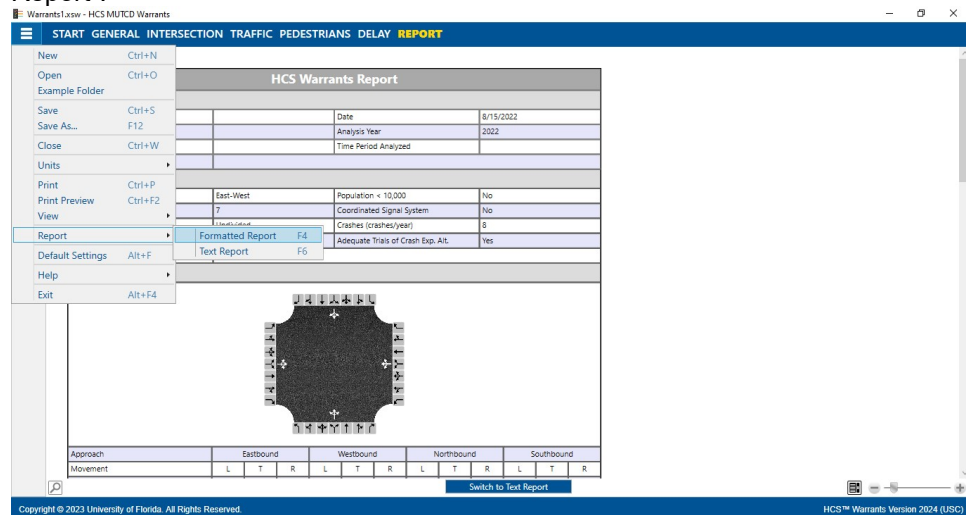 Warrants1.xsw - HCS MUTCD Warrants
START GENERAL INTERSECTION TRAFFIC PEDESTRIANS DELAY REPORT
New Ctrl+N
Open Ctrl+O
Example Folder
Save Ctrl+S
Save As... F12
Close Ctrl+W
Units
Print Ctrl+P
Print Preview Ctrl+F2
View
Report
Formatted Report F4
Text Report F6
Default Settings Alt+F
Help
Exit Alt+F4
HCS Warrants Report
Date 8/15/2022
Analysis Year 2022
Time Period Analyzed
East-West Population < 10,000 No
7 Coordinated Signal System No
Undivided Crashes (crashes/year) 8
Adequate Trials of Crash Exp. Alt. Yes
Approach Eastbound Westbound Northbound Southbound
Movement L T R L T R L T R L T R
Switch to Text Report
Copyright © 2023 University of Florida. All Rights Reserved. HCS™ Warrants Version 2024 (USC)